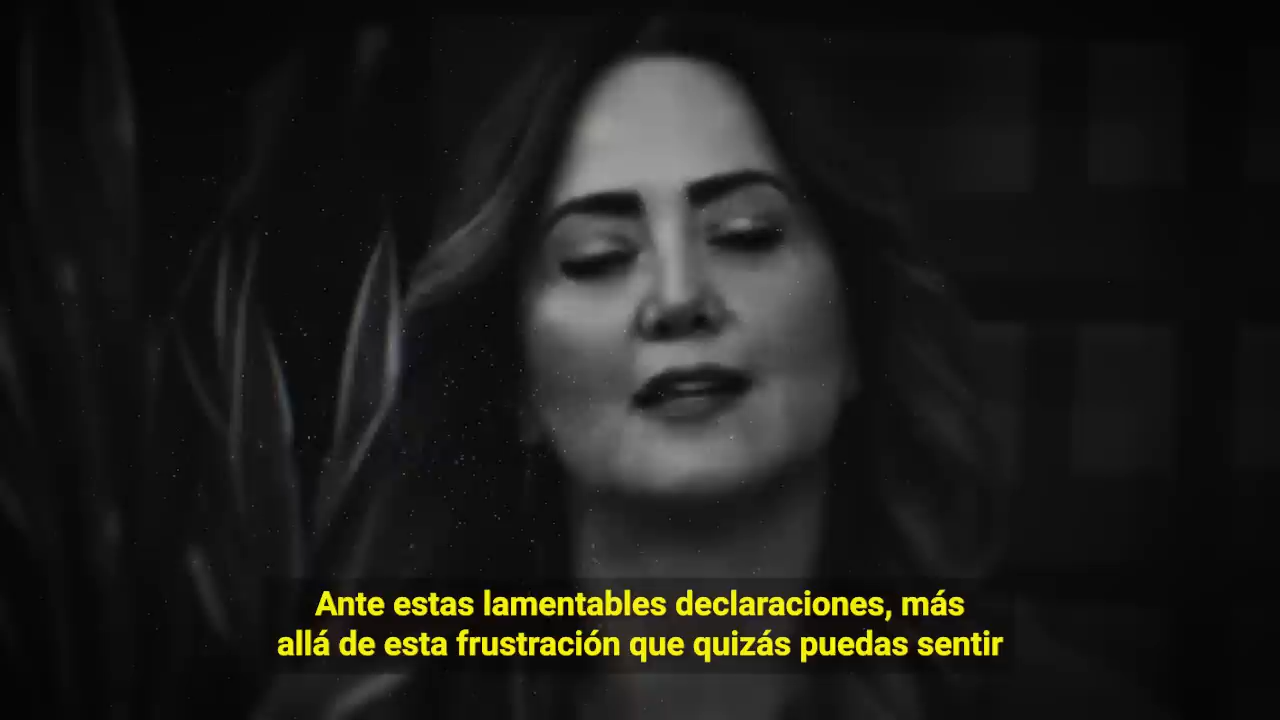 Ante estas lamentables declaraciones, más
allá de esta frustración que quizás puedas sentir